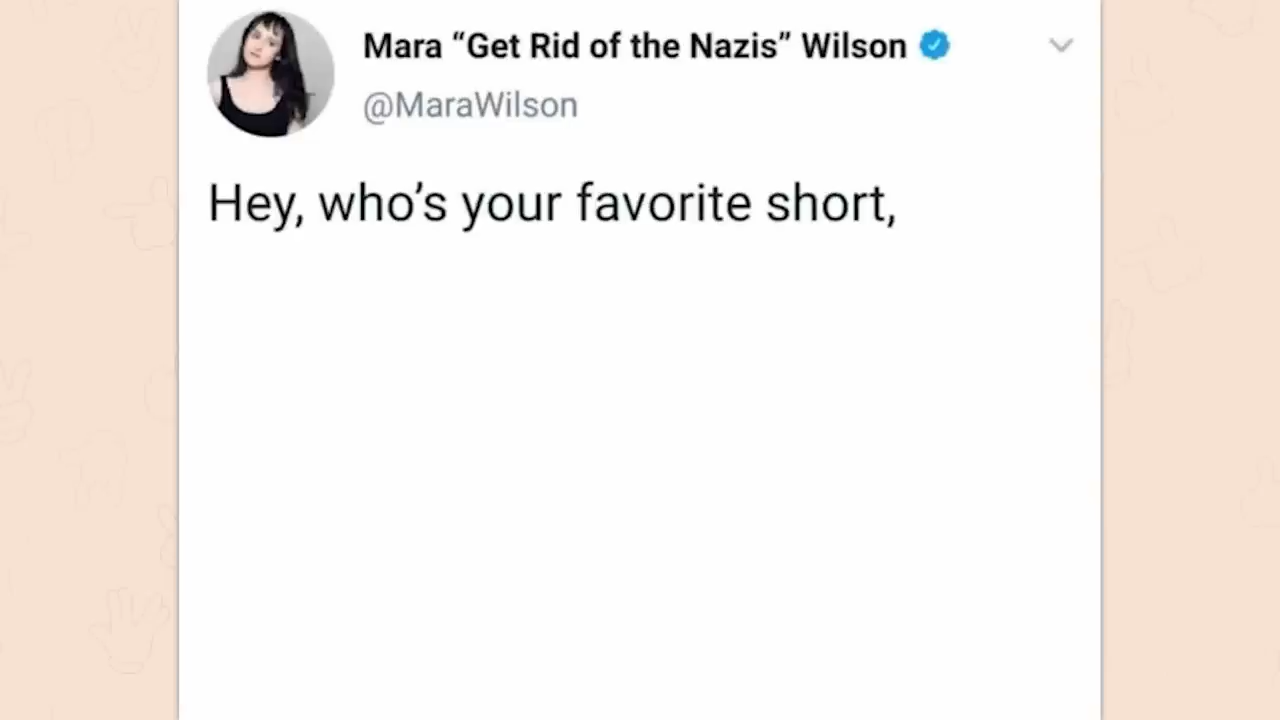 Mara “Get Rid of the Nazis” Wilson
@MaraWilson
Hey, who’s your favorite short,